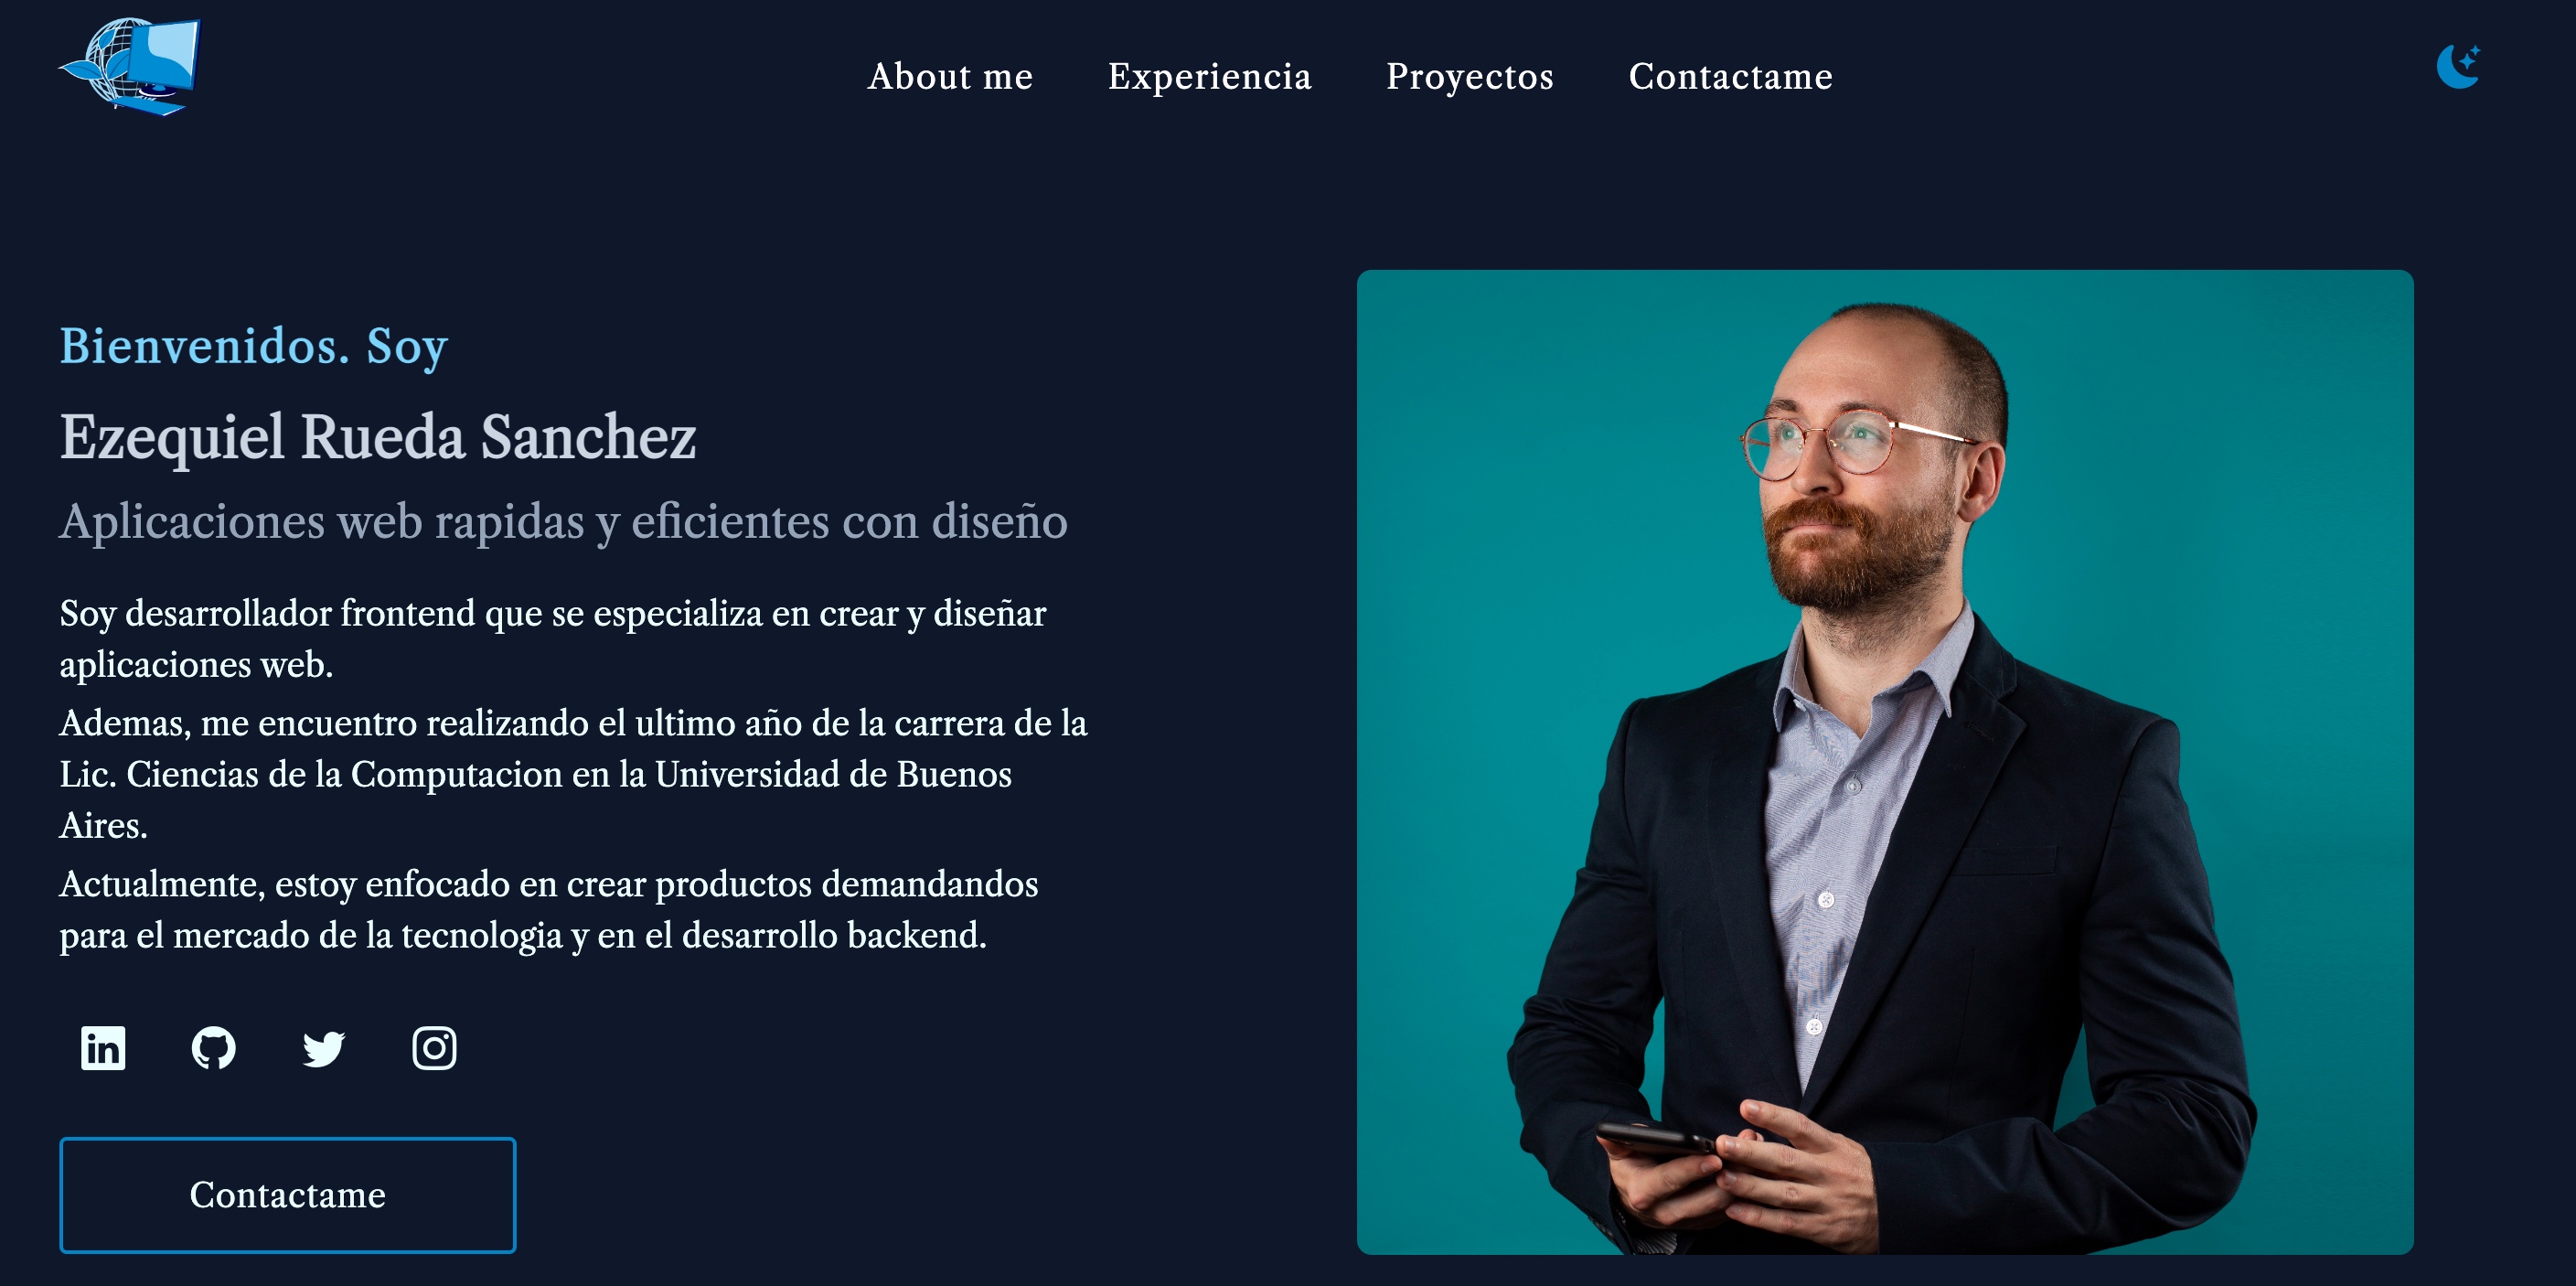 About me
Experiencia
Proyectos
Contactame
Bienvenidos. Soy
Ezequiel Rueda Sanchez
Aplicaciones web rapidas y eficientes con diseño
Soy desarrollador frontend que se especializa en crear y diseñar
aplicaciones web.
Ademas, me encuentro realizando el ultimo año de la carrera de la
Lic. Ciencias de la Computacion en la Universidad de Buenos
Aires.
Actualmente, estoy enfocado en crear productos demandandos
para el mercado de la tecnologia y en el desarrollo backend.
in
Contactame